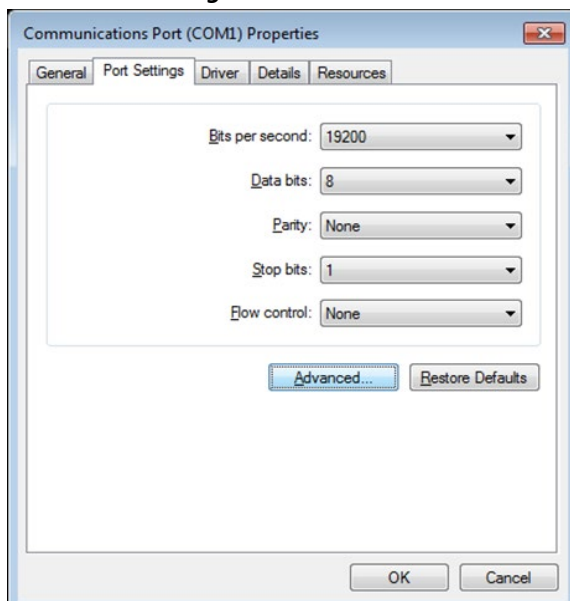 Communications Port (COM1) Properties
General Port Settings Driver Details Resources
Bits per second: 19200
Data bits: 8
Parity: None
Stop bits: 1
Flow control: None
Advanced... Restore Defaults
OK Cancel